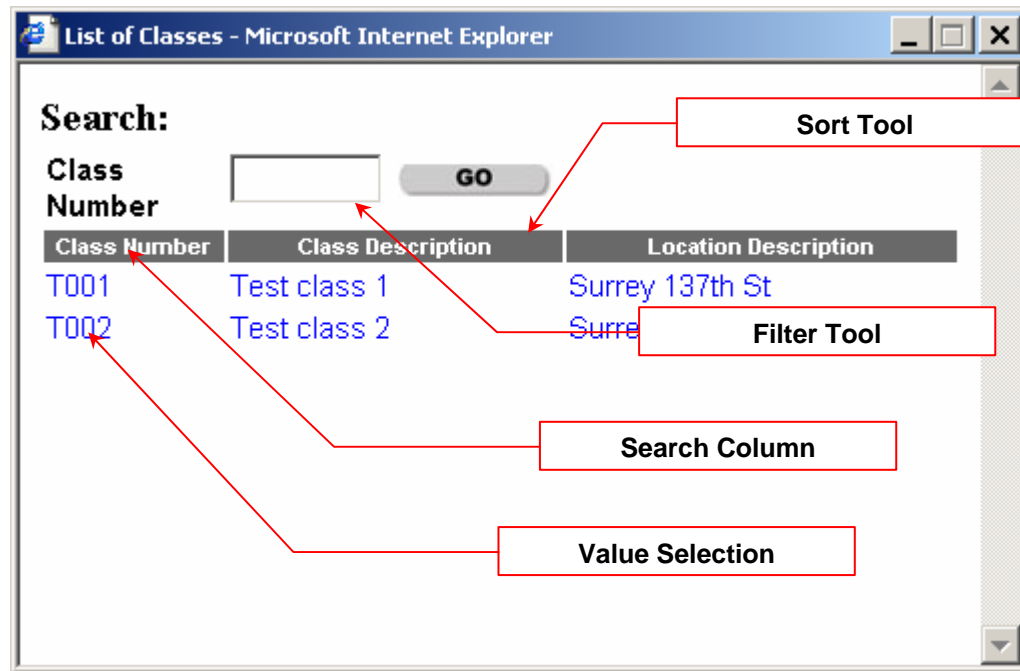 List of Classes - Microsoft Internet Explorer
Search:
Sort Tool
Class
Number
GO
Class Number Class Description Location Description
T001 Test class 1 Surrey 137th St
T002 Test class 2
Filter Tool
Search Column
Value Selection